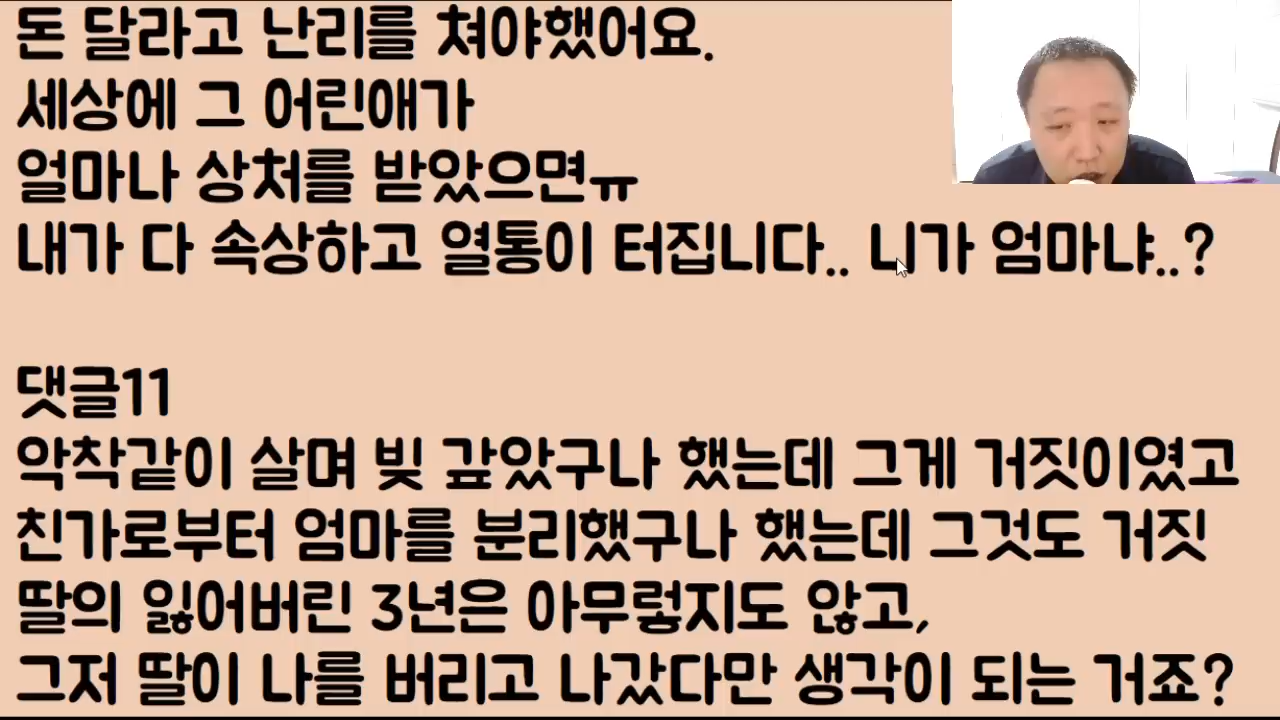 돈 달라고 난리를 쳐야했어요.
세상에 그 어린애가
얼마나 상처를 받았으면ㅠ
내가 다 속상하고 열통이 터집니다.. 니가 엄마냐..?
댓글11
악착같이 살며 빚 갚았구나 했는데 그게 거짓이였고
친가로부터 엄마를 분리했구나 했는데 그것도 거짓
딸의 잃어버린 3년은 아무렇지도 않고,
그저 딸이 나를 버리고 나갔다만 생각이 되는 거죠?